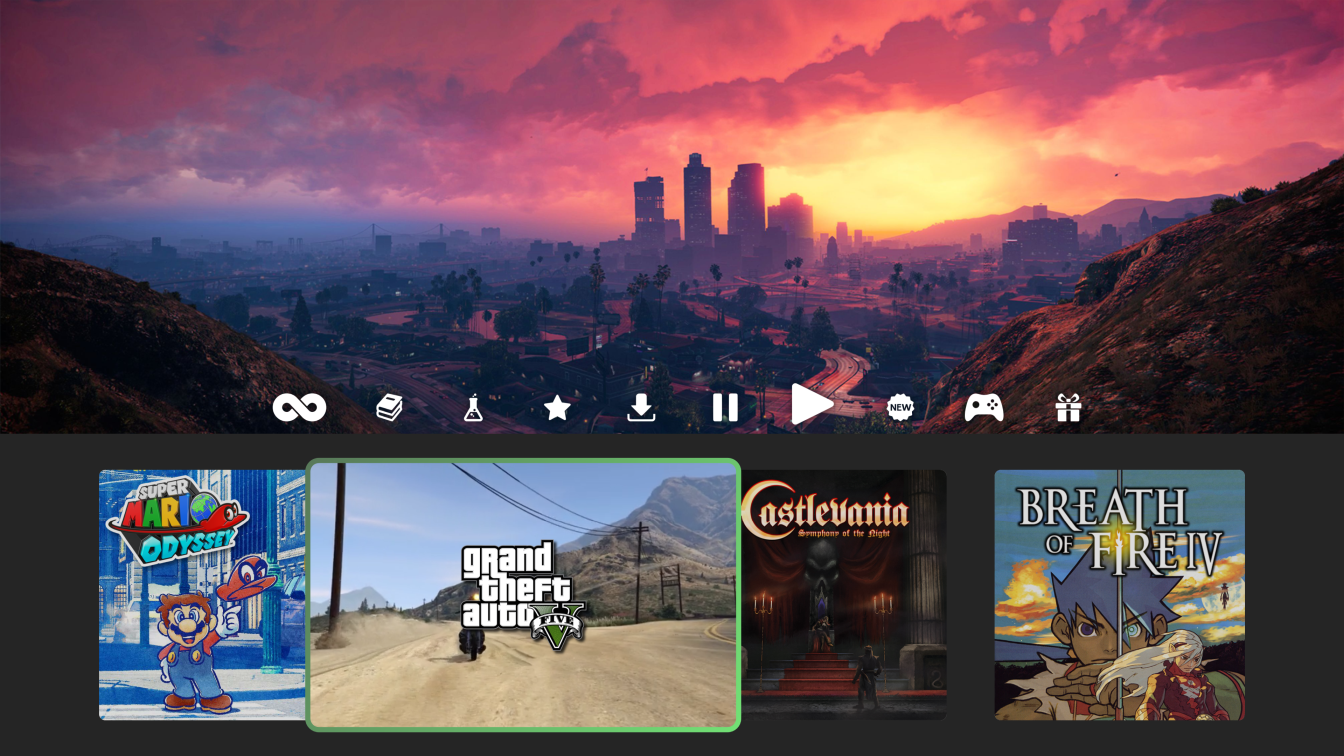 NEW
SUPER
MARIO
ODYSSEY
grand
theft
auto
V
FIVE
Castlevania
Symphony of the Night
BREATH
OF FIRE IV